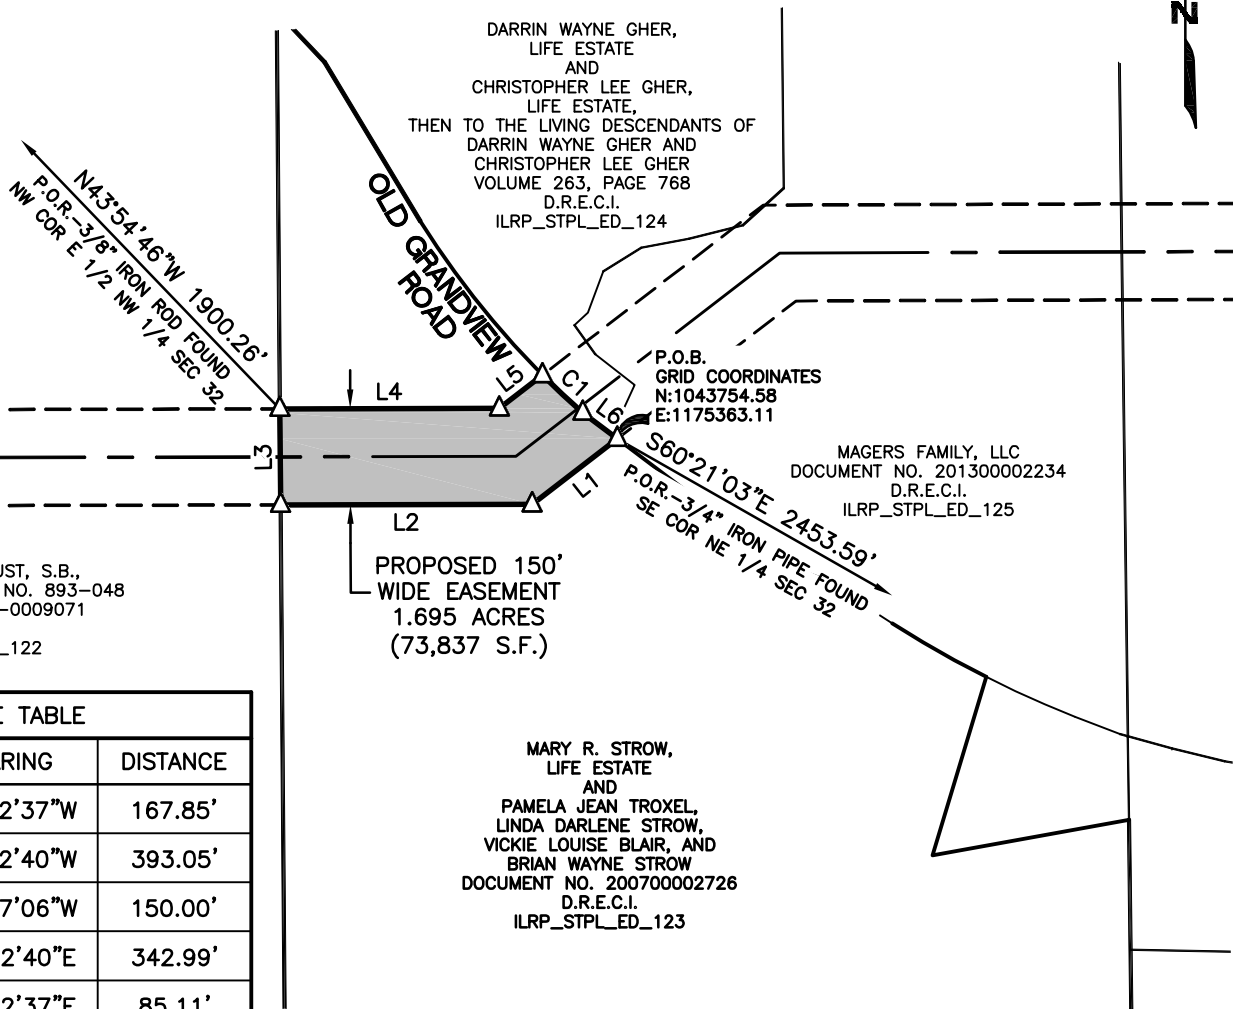 N
DARRIN WAYNE GHER,
LIFE ESTATE
AND
CHRISTOPHER LEE GHER,
LIFE ESTATE,
THEN TO THE LIVING DESCENDANTS OF
DARRIN WAYNE GHER AND
CHRISTOPHER LEE GHER
VOLUME 263, PAGE 768
D.R.E.C.I.
ILRP_STPL_ED_124
N43°54'46"W 1900.26'
P.O.R.-3/8" IRON ROD FOUND
NW COR E 1/2 NW 1/4 SEC 32
OLD GRANDVIEW
ROAD
L5
C1
L6
L4
L3
L2
L1
P.O.B.
GRID COORDINATES
N:1043754.58
E:1175363.11
S60°21'03"E 2453.59'
P.O.R.-3/4" IRON PIPE FOUND
SE COR NE 1/4 SEC 32
MAGERS FAMILY, LLC
DOCUMENT NO. 201300002234
D.R.E.C.I.
ILRP_STPL_ED_125
PROPOSED 150'
WIDE EASEMENT
1.695 ACRES
(73,837 S.F.)
UST, S.B.,
NO. 893-048
-0009071
_122
E TABLE
RING DISTANCE
2'37"W 167.85'
2'40"W 393.05'
7'06"W 150.00'
2'40"E 342.99'
2'37"E 85.11'
MARY R. STROW,
LIFE ESTATE
AND
PAMELA JEAN TROXEL,
LINDA DARLENE STROW,
VICKIE LOUISE BLAIR, AND
BRIAN WAYNE STROW
DOCUMENT NO. 200700002726
D.R.E.C.I.
ILRP_STPL_ED_123